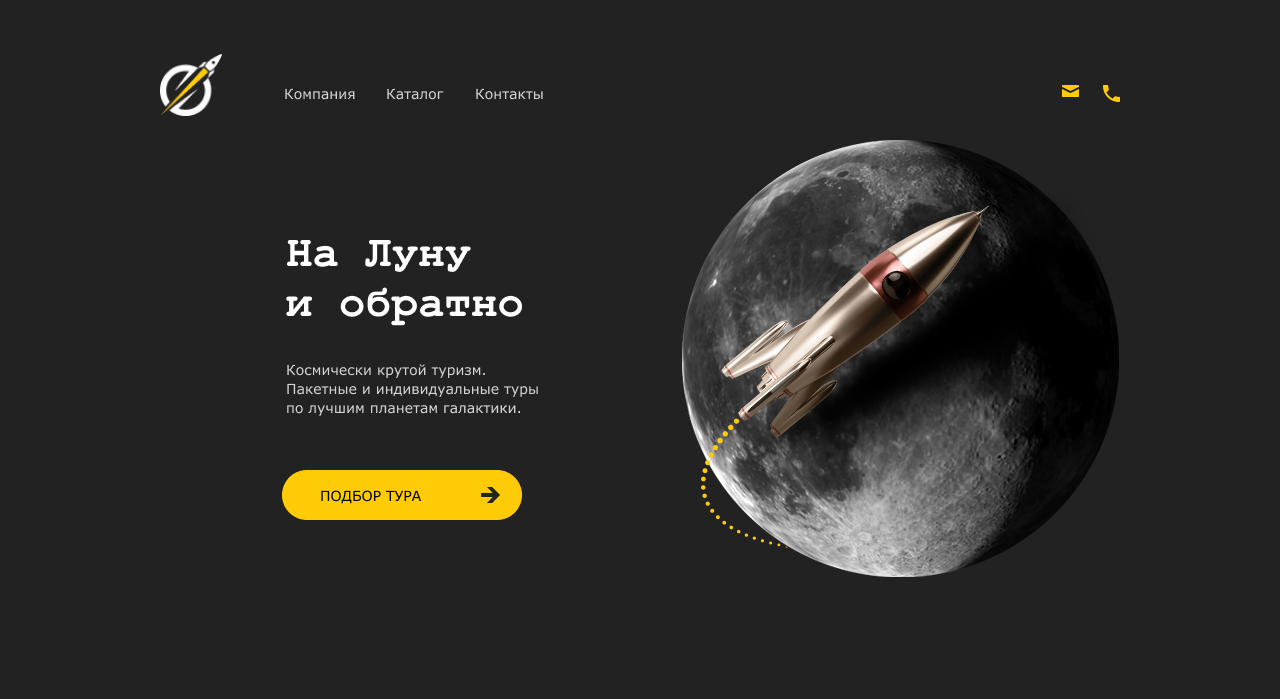 Компания Каталог Контакты
На Луну
и обратно
Космически крутой туризм.
Пакетные и индивидуальные туры
по лучшим планетам галактики.
ПОДБОР ТУРА